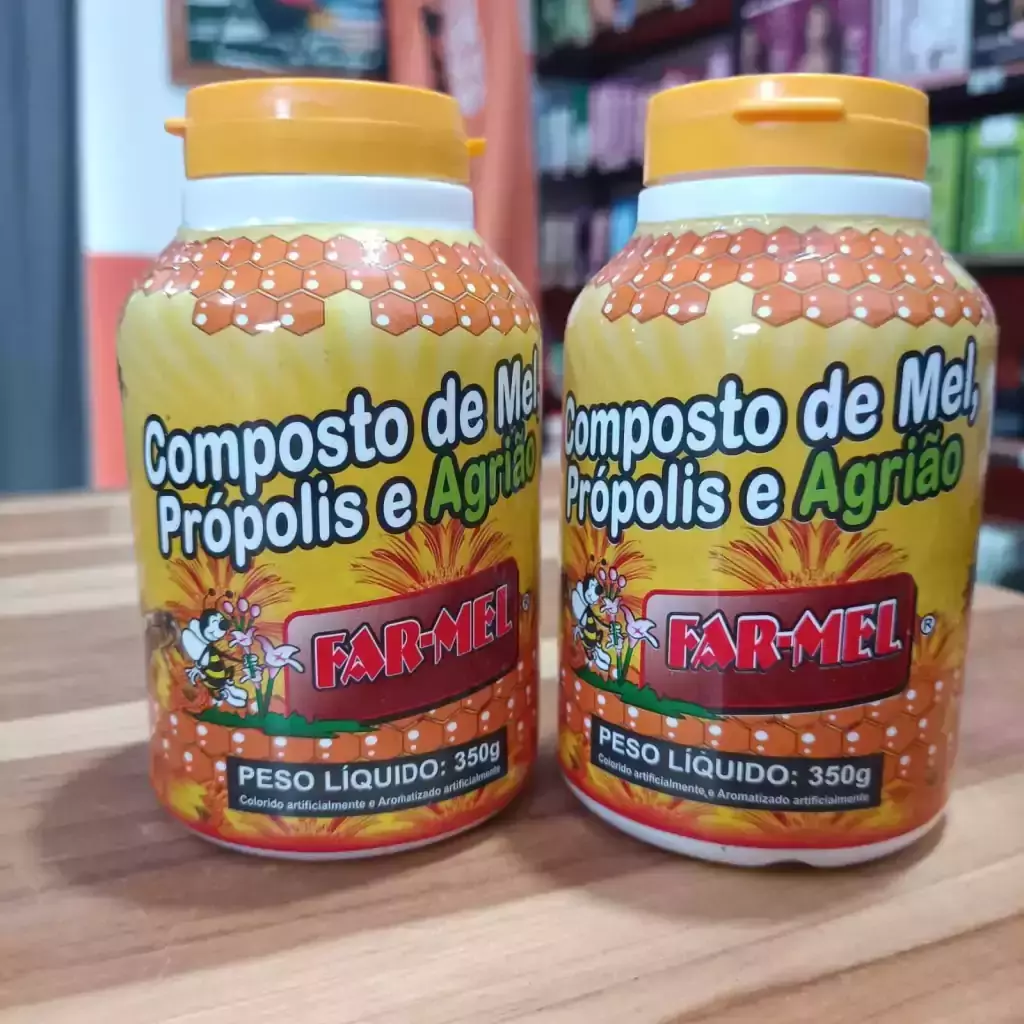 Composto de Mel,
Própolis e Agrião
FAR-MEL®
PESO LÍQUIDO: 350g
Colorido artificialmente e Aromatizado artificialmente
Composto de Mel,
Própolis e Agrião
FAR-MEL®
PESO LÍQUIDO: 350g
Colorido artificialmente e Aromatizado artificialmente